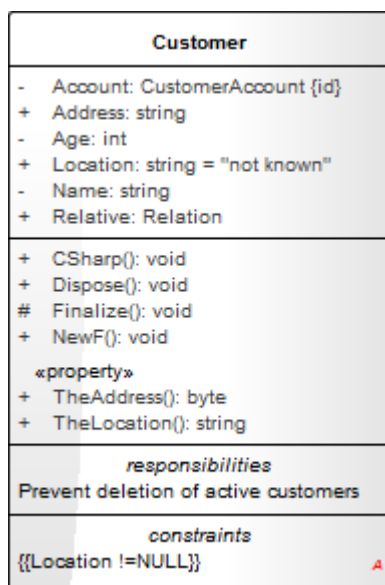 Customer
- Account: CustomerAccount {id}
+ Address: string
- Age: int
+ Location: string = "not known"
- Name: string
+ Relative: Relation
+ CSharp(): void
+ Dispose(): void
# Finalize(): void
+ NewF(): void
«property»
+ TheAddress(): byte
+ TheLocation(): string
responsibilities
Prevent deletion of active customers
constraints
{{Location !=NULL}}
A